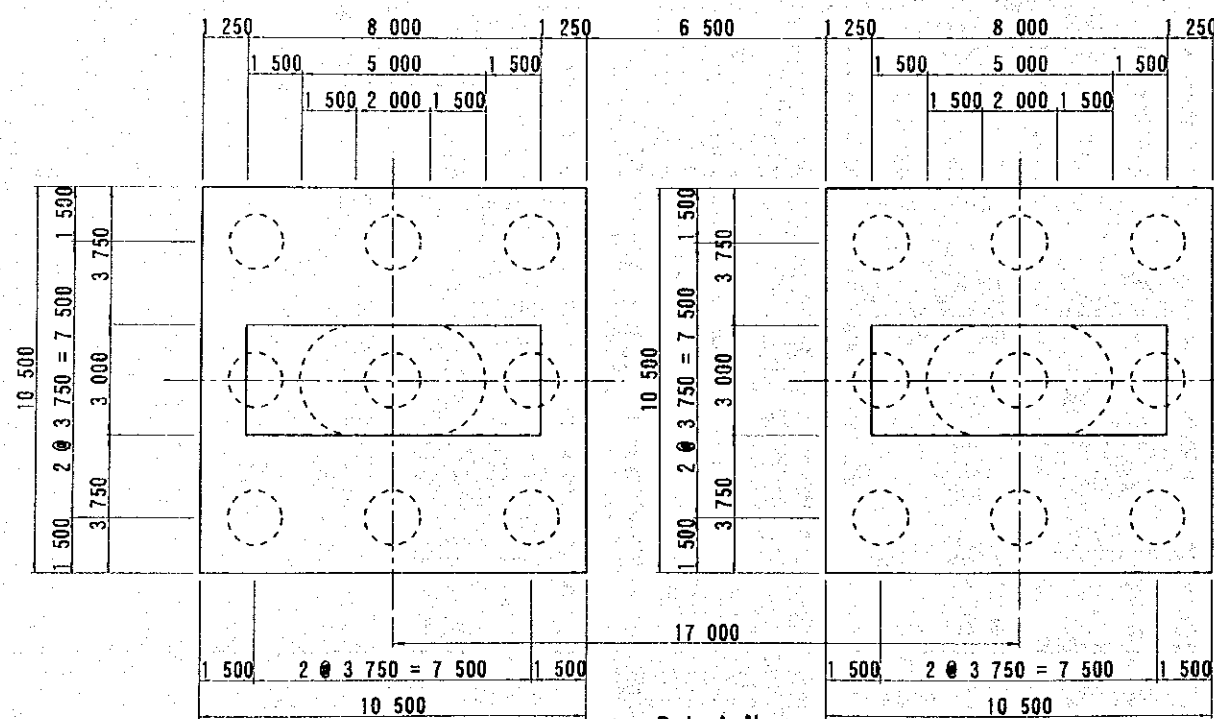 1 250 8 000 1 250 6 500 1 250 8 000 1 250
1 500 5 000 1 500 1 500 5 000 1 500
1 500 2 000 1 500 1 500 2 000 1 500
10 500
1 500 2 @ 3 750 = 7 500 1 500
3 750 3 000 3 750
10 500
1 500 2 @ 3 750 = 7 500 1 500
3 750 3 000 3 750
17 000
1 500 2 @ 3 750 = 7 500 1 500 1 500 2 @ 3 750 = 7 500 1 500
10 500 10 500